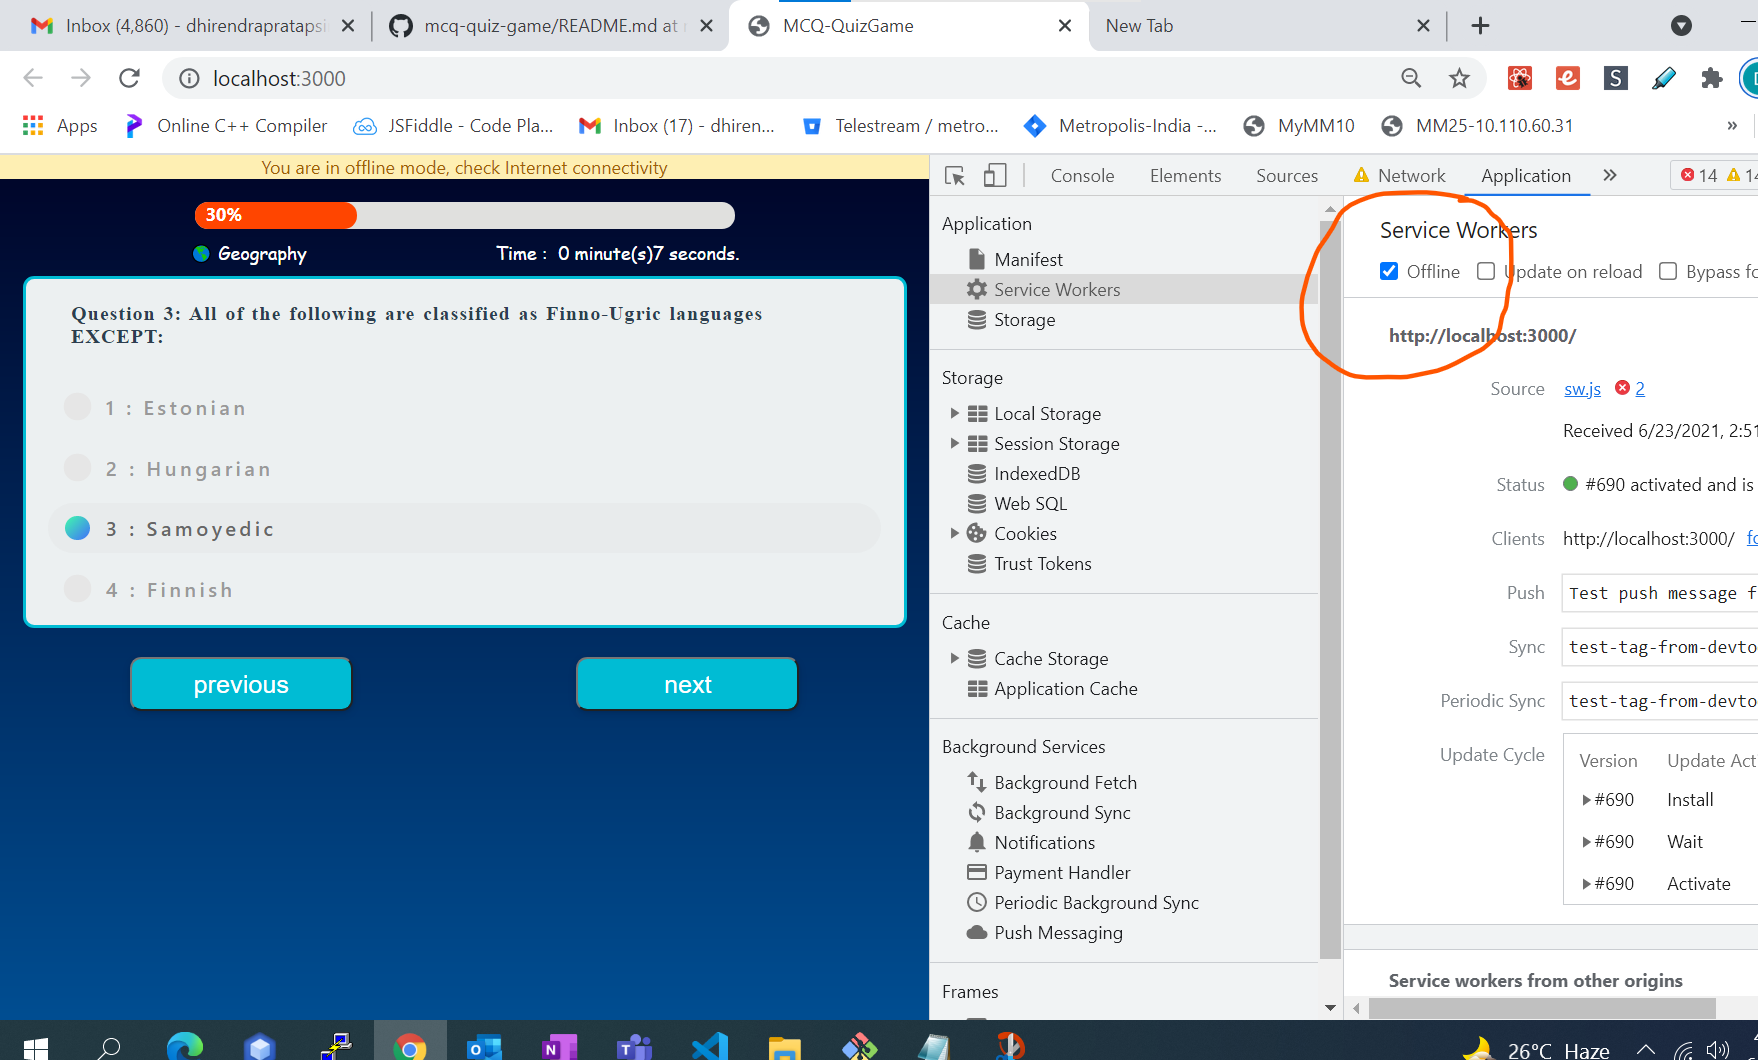 Inbox (4,860) - dhirendrapratapsi
mcq-quiz-game/README.md at
MCQ-QuizGame
New Tab
localhost:3000
Apps
Online C++ Compiler
JSFiddle - Code Pla...
Inbox (17) - dhiren...
Telestream / metro...
Metropolis-India -...
MyMM10
MM25-10.110.60.31
»
You are in offline mode, check Internet connectivity
30%
Geography
Time : 0 minute(s)7 seconds.
Question 3: All of the following are classified as Finno-Ugric languages
EXCEPT:
1 : Estonian
2 : Hungarian
3 : Samoyedic
4 : Finnish
previous
next
Console
Elements
Sources
Network
Application
»
14
14
Application
Manifest
Service Workers
Storage
Storage
Local Storage
Session Storage
IndexedDB
Web SQL
Cookies
Trust Tokens
Cache
Cache Storage
Application Cache
Background Services
Background Fetch
Background Sync
Notifications
Payment Handler
Periodic Background Sync
Push Messaging
Frames
Service Workers
Offline
Update on reload
Bypass fo
http://localhost:3000/
Source
sw.js
2
Received 6/23/2021, 2:51
Status
#690 activated and is
Clients
http://localhost:3000/
fo
Push
Test push message f
Sync
test-tag-from-devto
Periodic Sync
test-tag-from-devto
Update Cycle
Version
Update Act
#690
Install
#690
Wait
#690
Activate
Service workers from other origins
26°C Haze